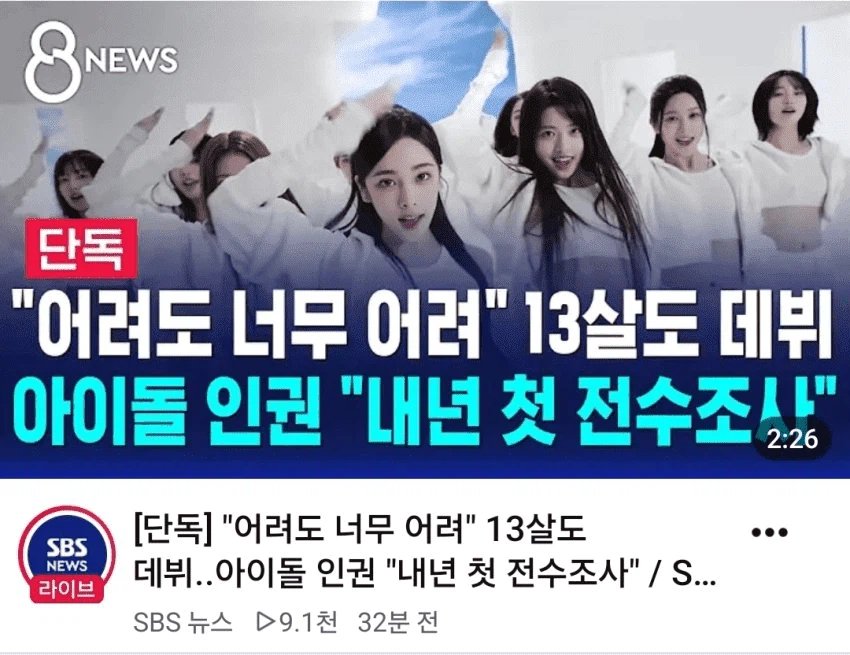 8 NEWS
단독
"어려도 너무 어려" 13살도 데뷔
아이돌 인권 "내년 첫 전수조사"
2:26
SBS
NEWS
라이브
[단독] "어려도 너무 어려" 13살도
데뷔..아이돌 인권 "내년 첫 전수조사" / S...
SBS 뉴스 ▷9.1천 32분 전